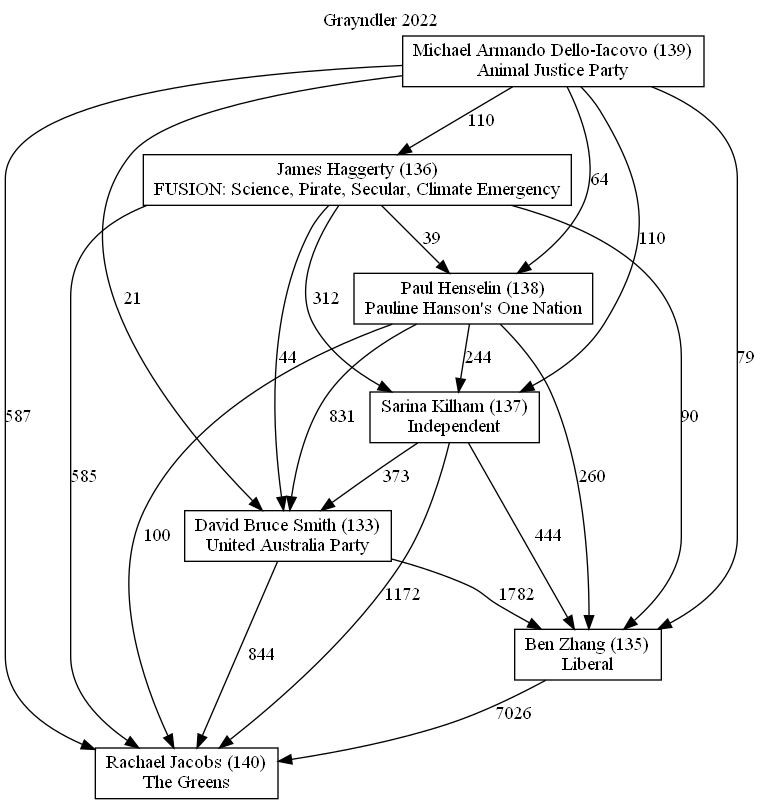 Grayndler 2022
Michael Armando Dello-Iacovo (139)
Animal Justice Party
110
James Haggerty (136)
FUSION: Science, Pirate, Secular, Climate Emergency
64
39
110
Paul Henselin (138)
Pauline Hanson's One Nation
21
312
44
244
79
Sarina Kilham (137)
Independent
587
831
90
585
373
260
David Bruce Smith (133)
United Australia Party
100
444
1172
1782
Ben Zhang (135)
Liberal
844
7026
Rachael Jacobs (140)
The Greens